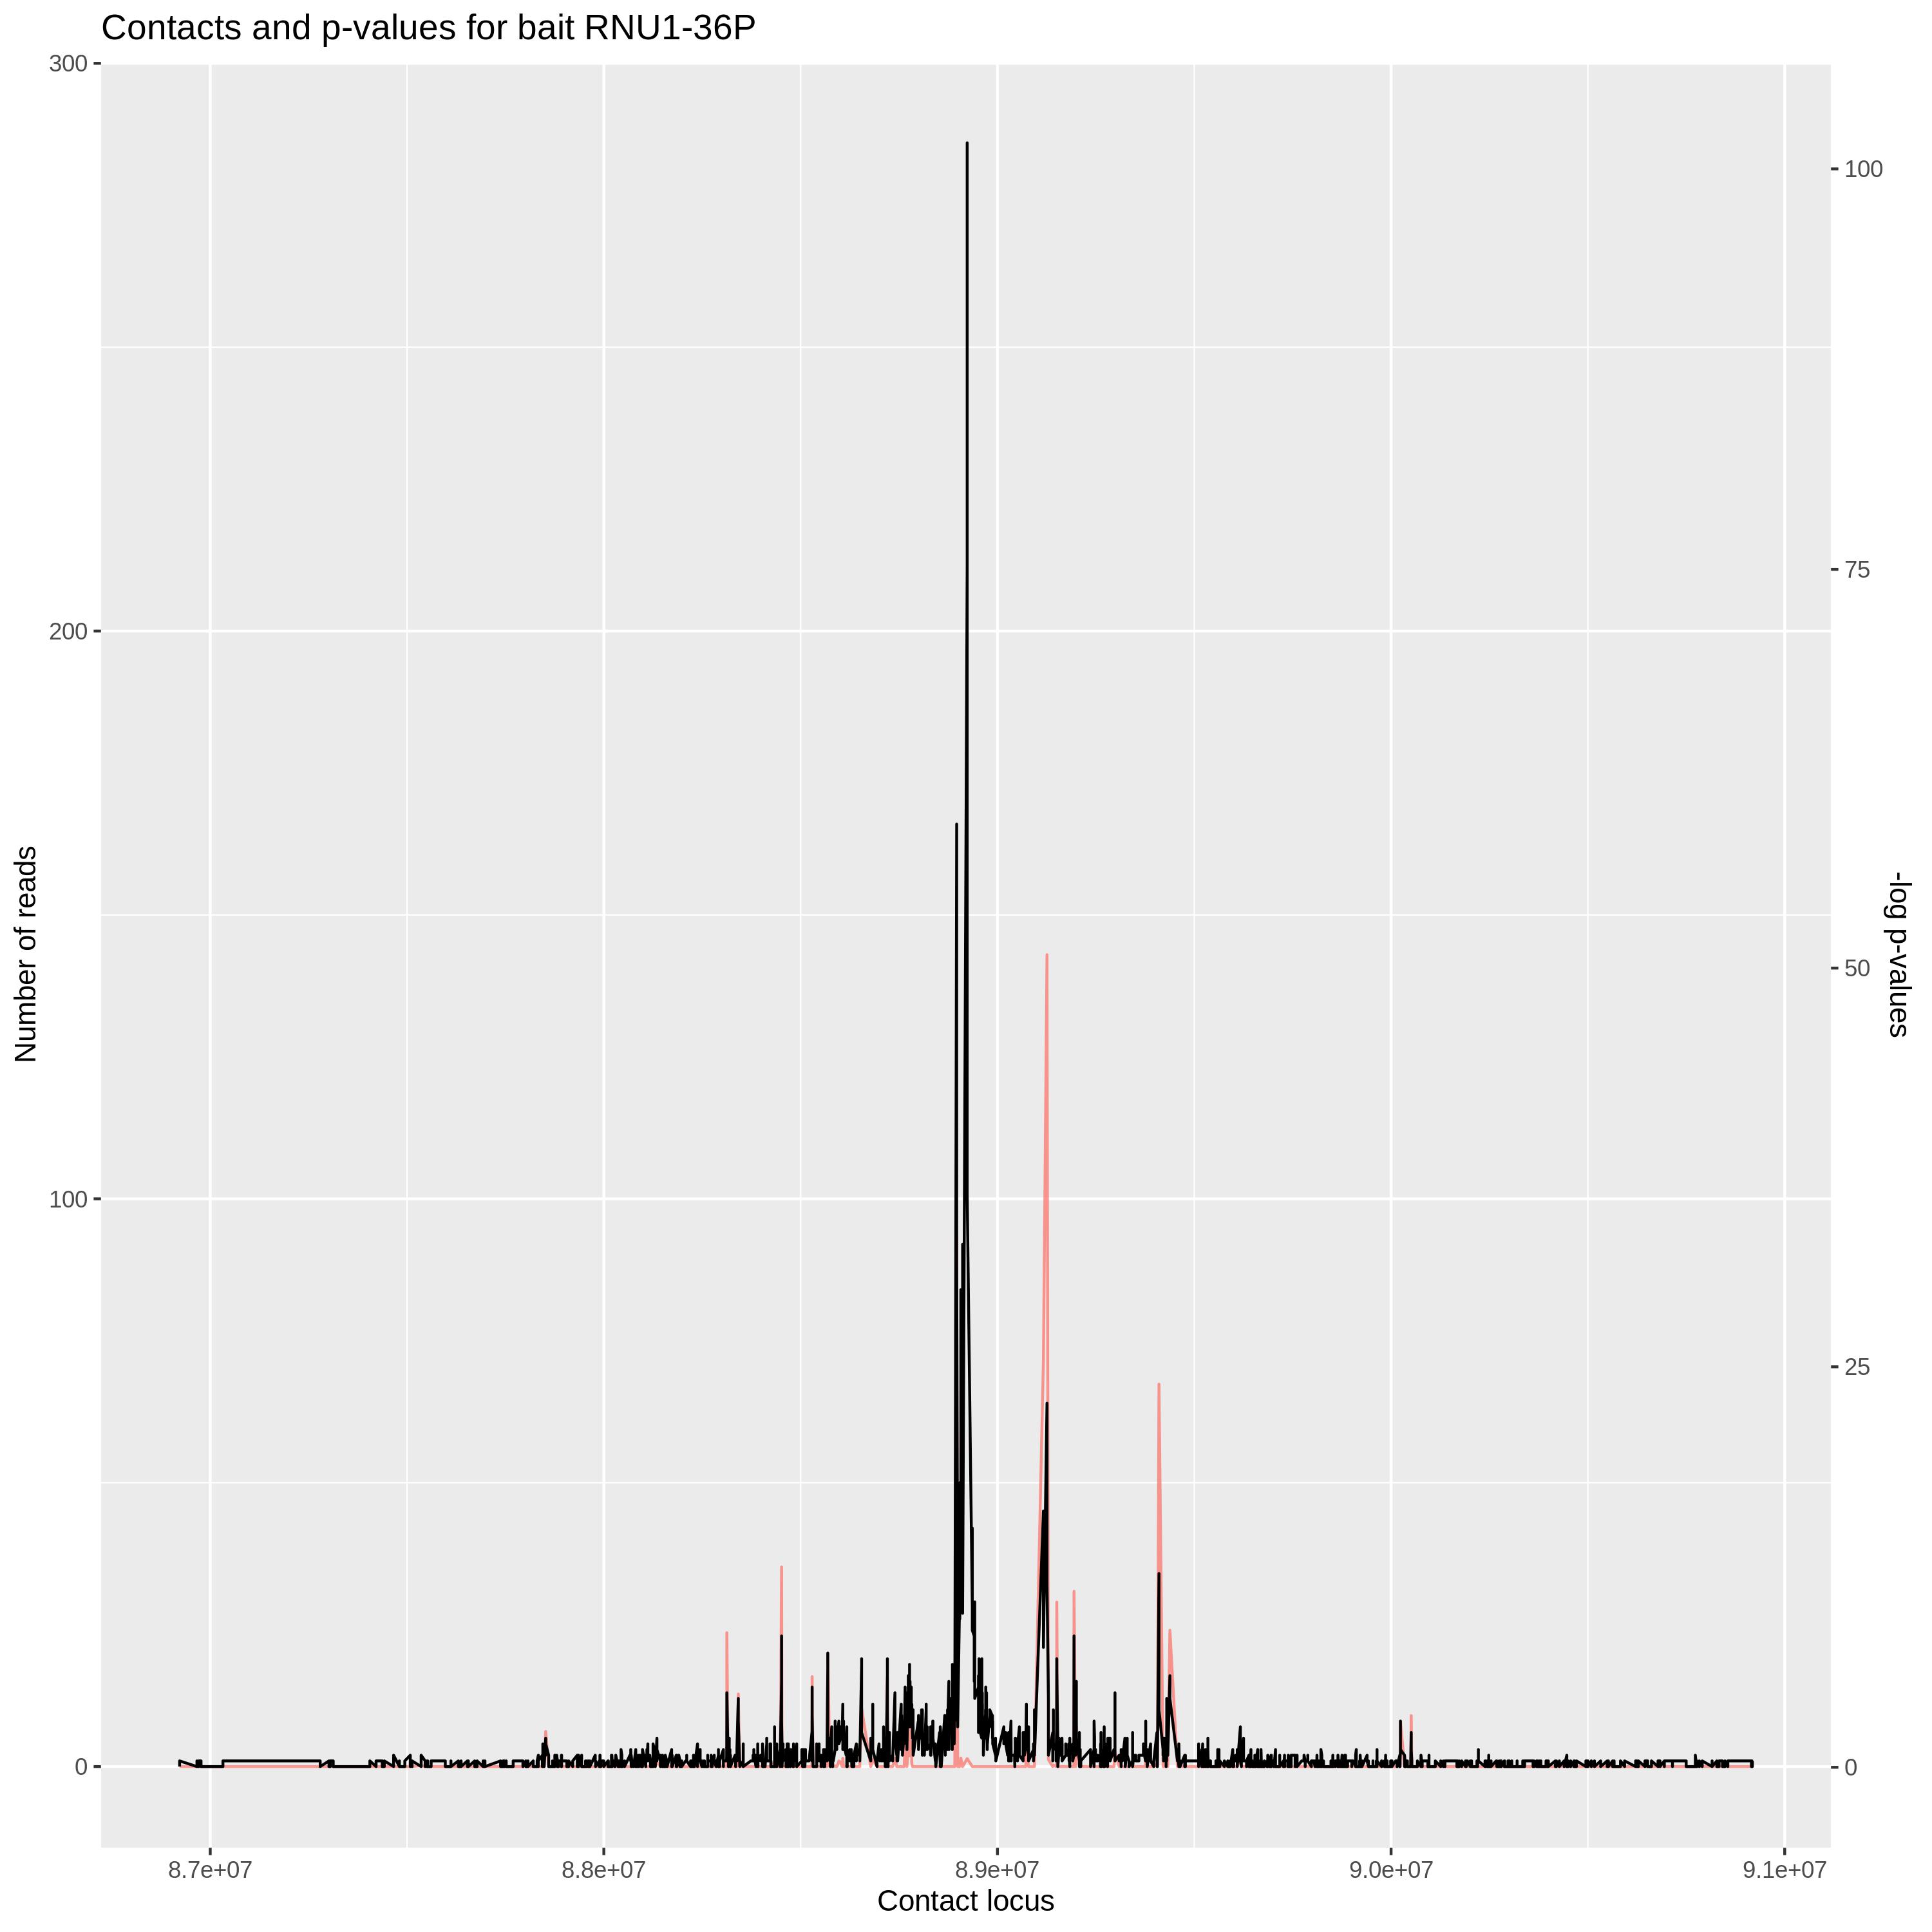 Contacts and p-values for bait RNU1-36P
300
200
100
0
Number of reads
100
75
50
25
0
-log p-values
8.7e+07 8.8e+07 8.9e+07 9.0e+07 9.1e+07
Contact locus